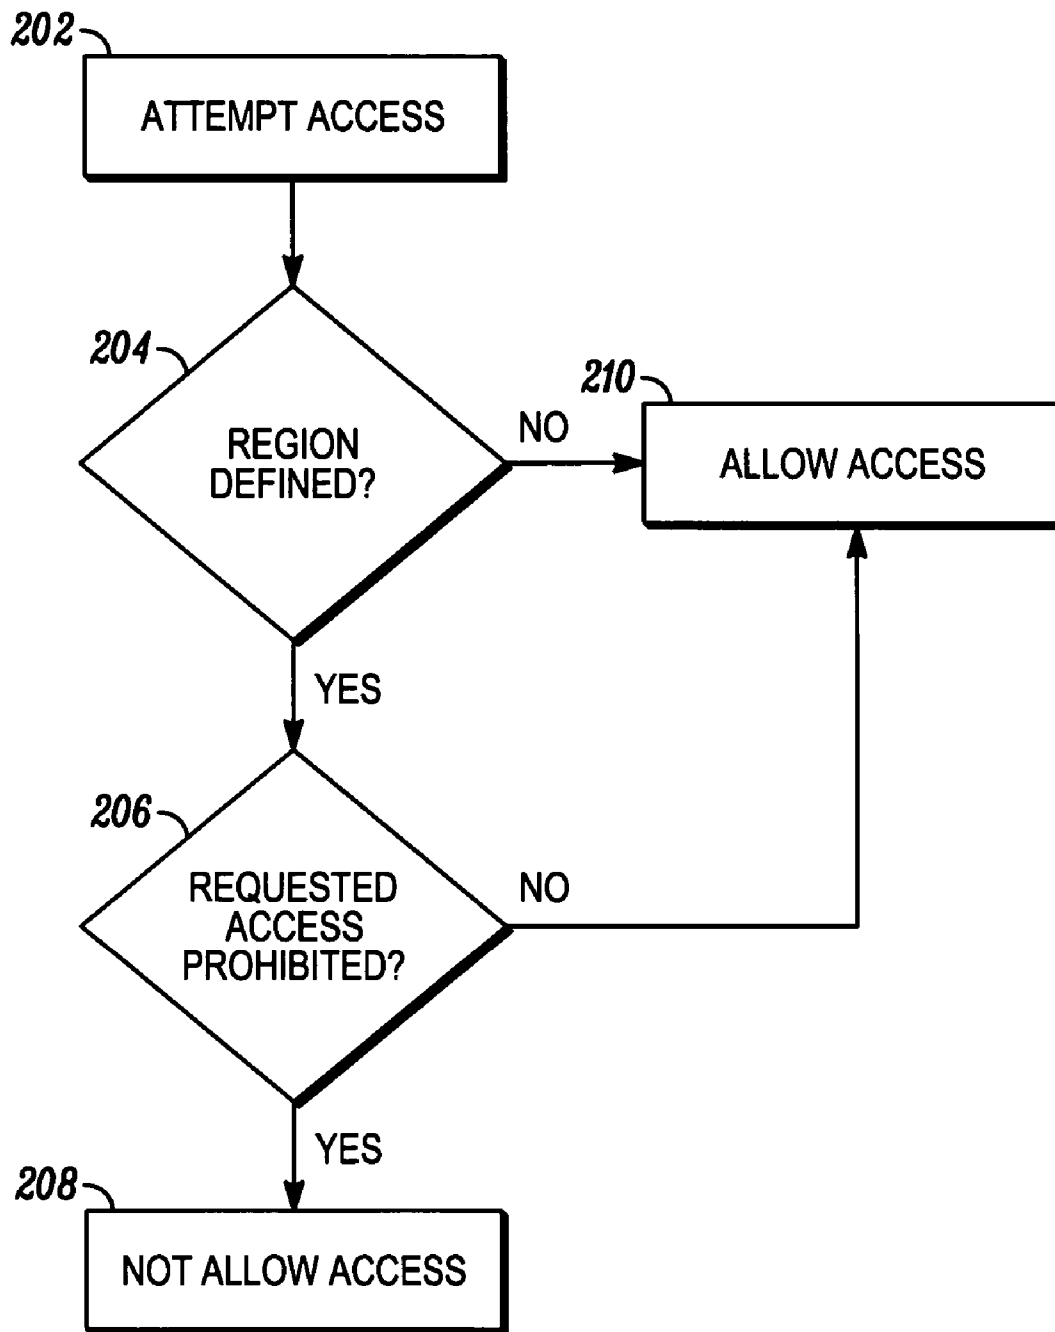 202
ATTEMPT ACCESS
204
REGION
DEFINED?
NO
210
ALLOW ACCESS
YES
206
REQUESTED
ACCESS
PROHIBITED?
NO
YES
208
NOT ALLOW ACCESS